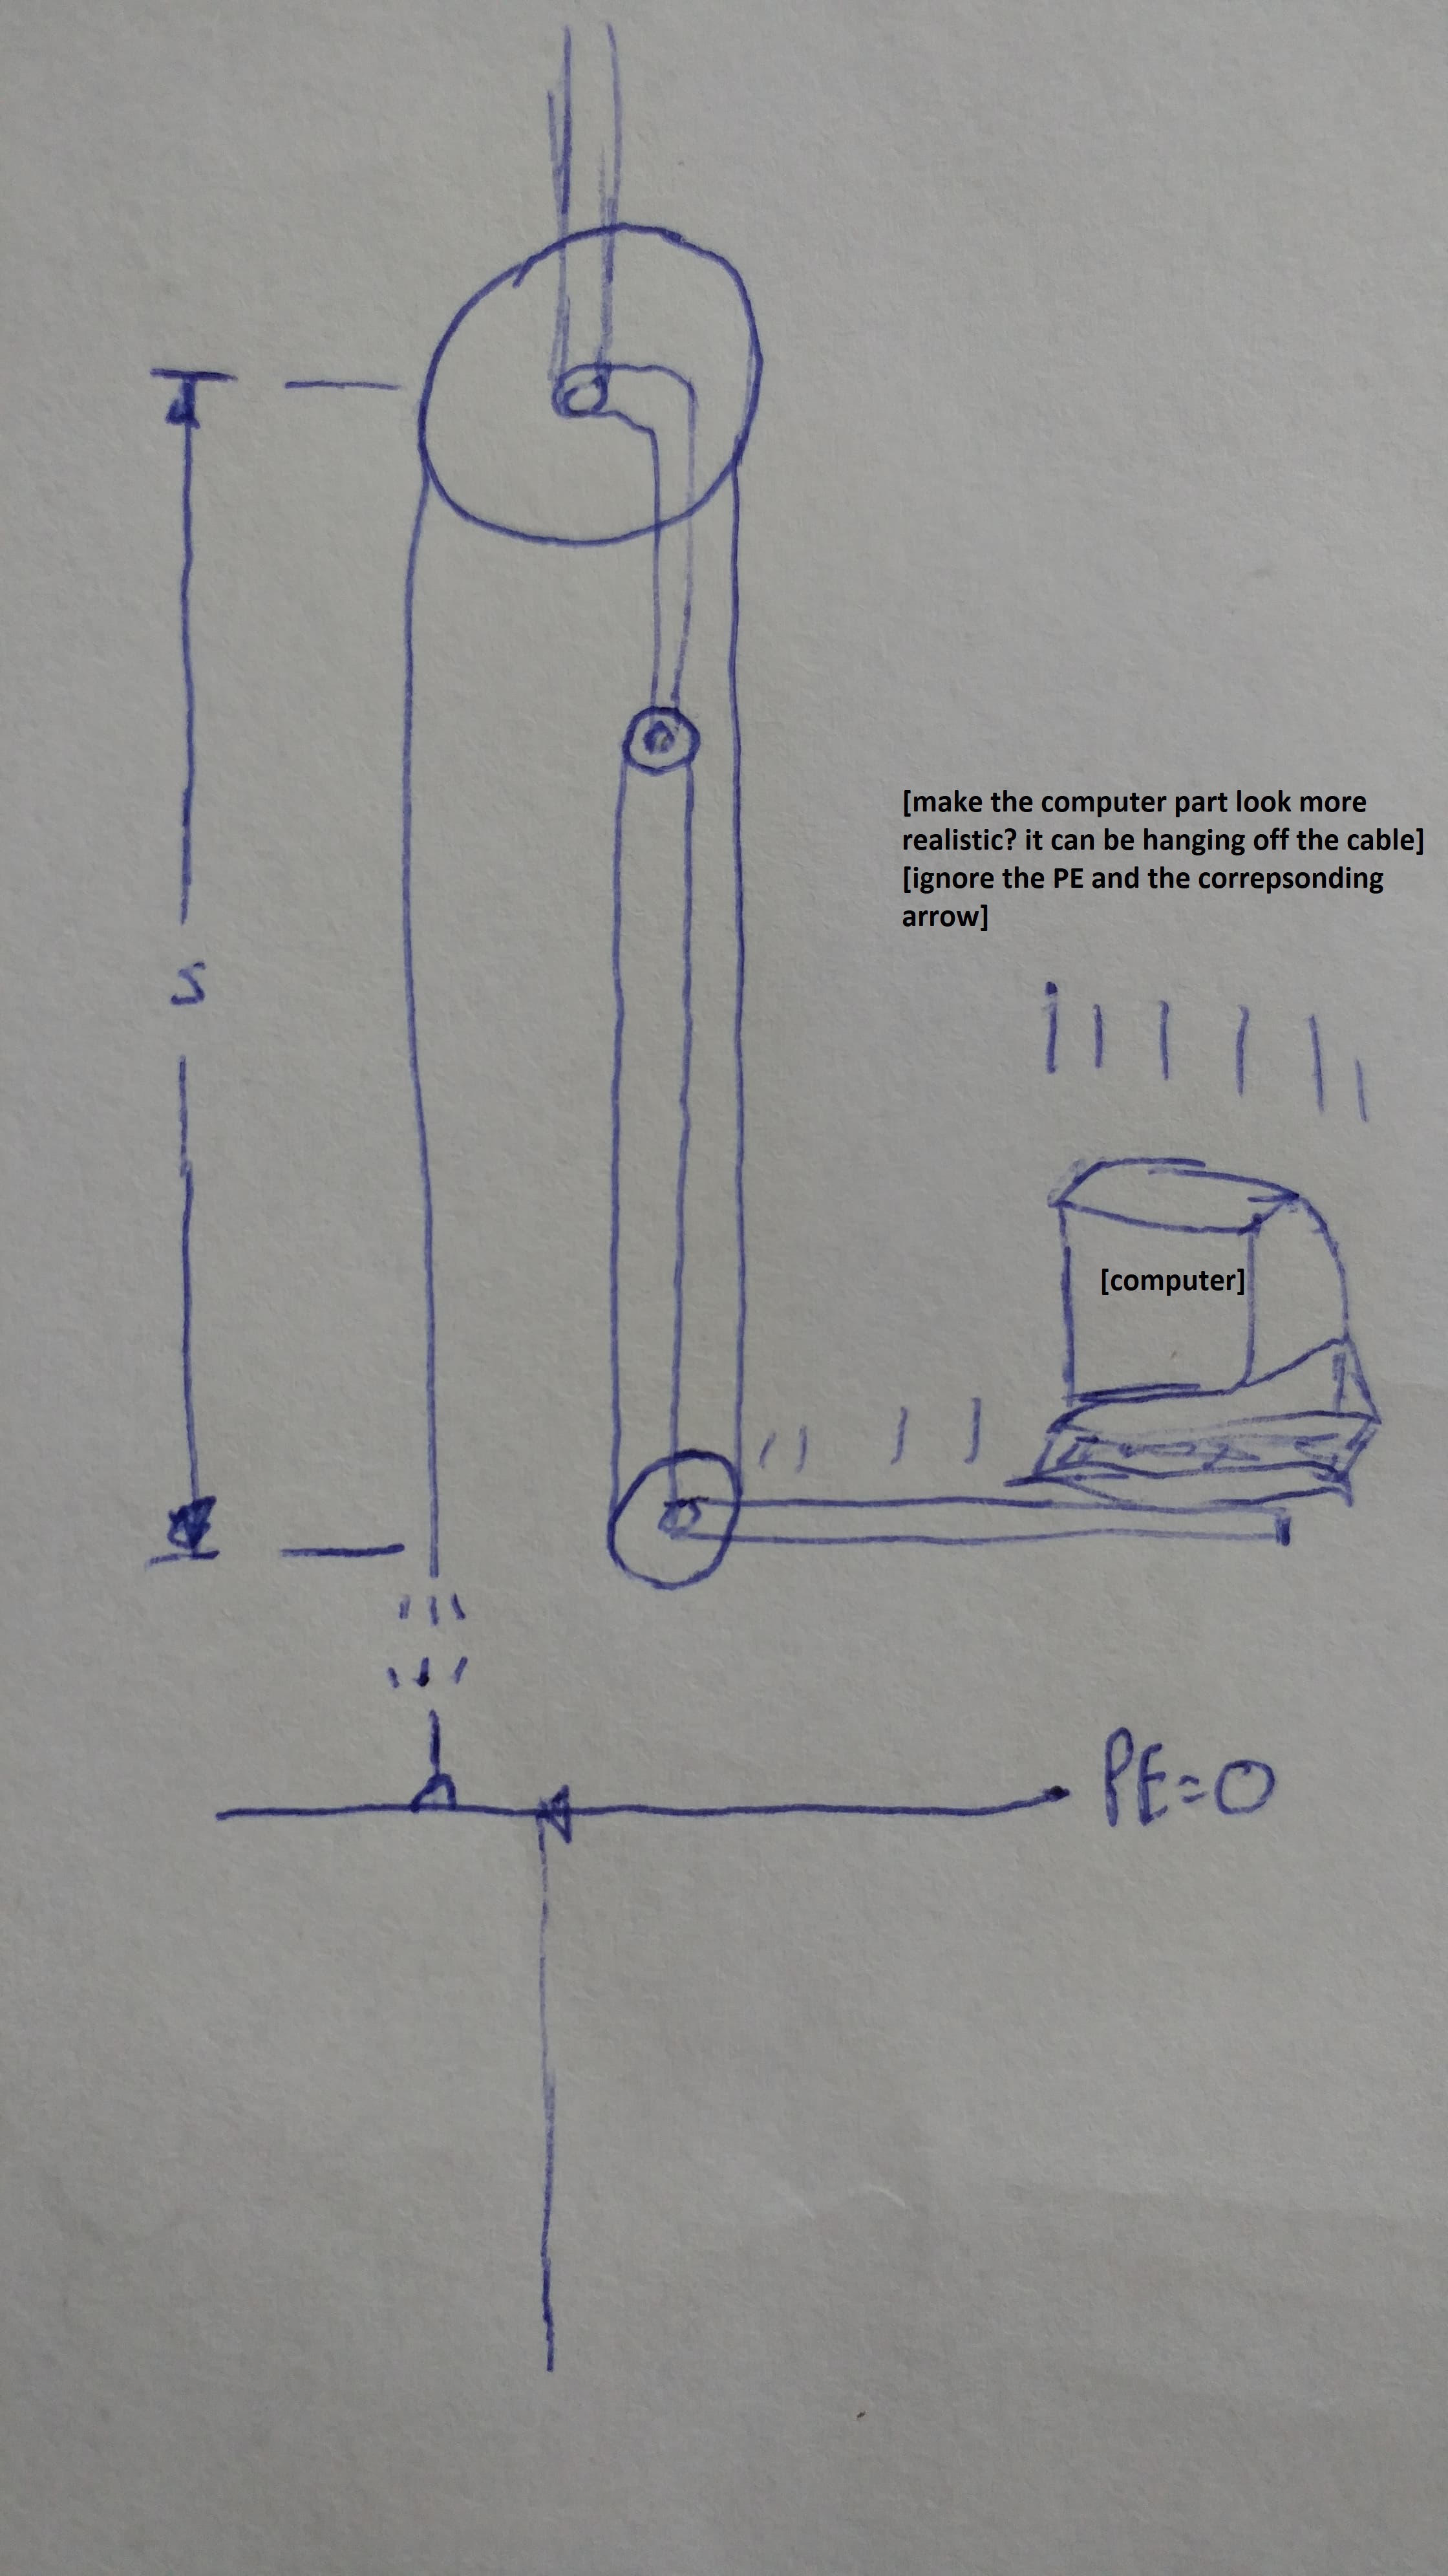 [make the computer part look more
realistic? it can be hanging off the cable]
[ignore the PE and the correpsonding
arrow]
S
[computer]
PE=0